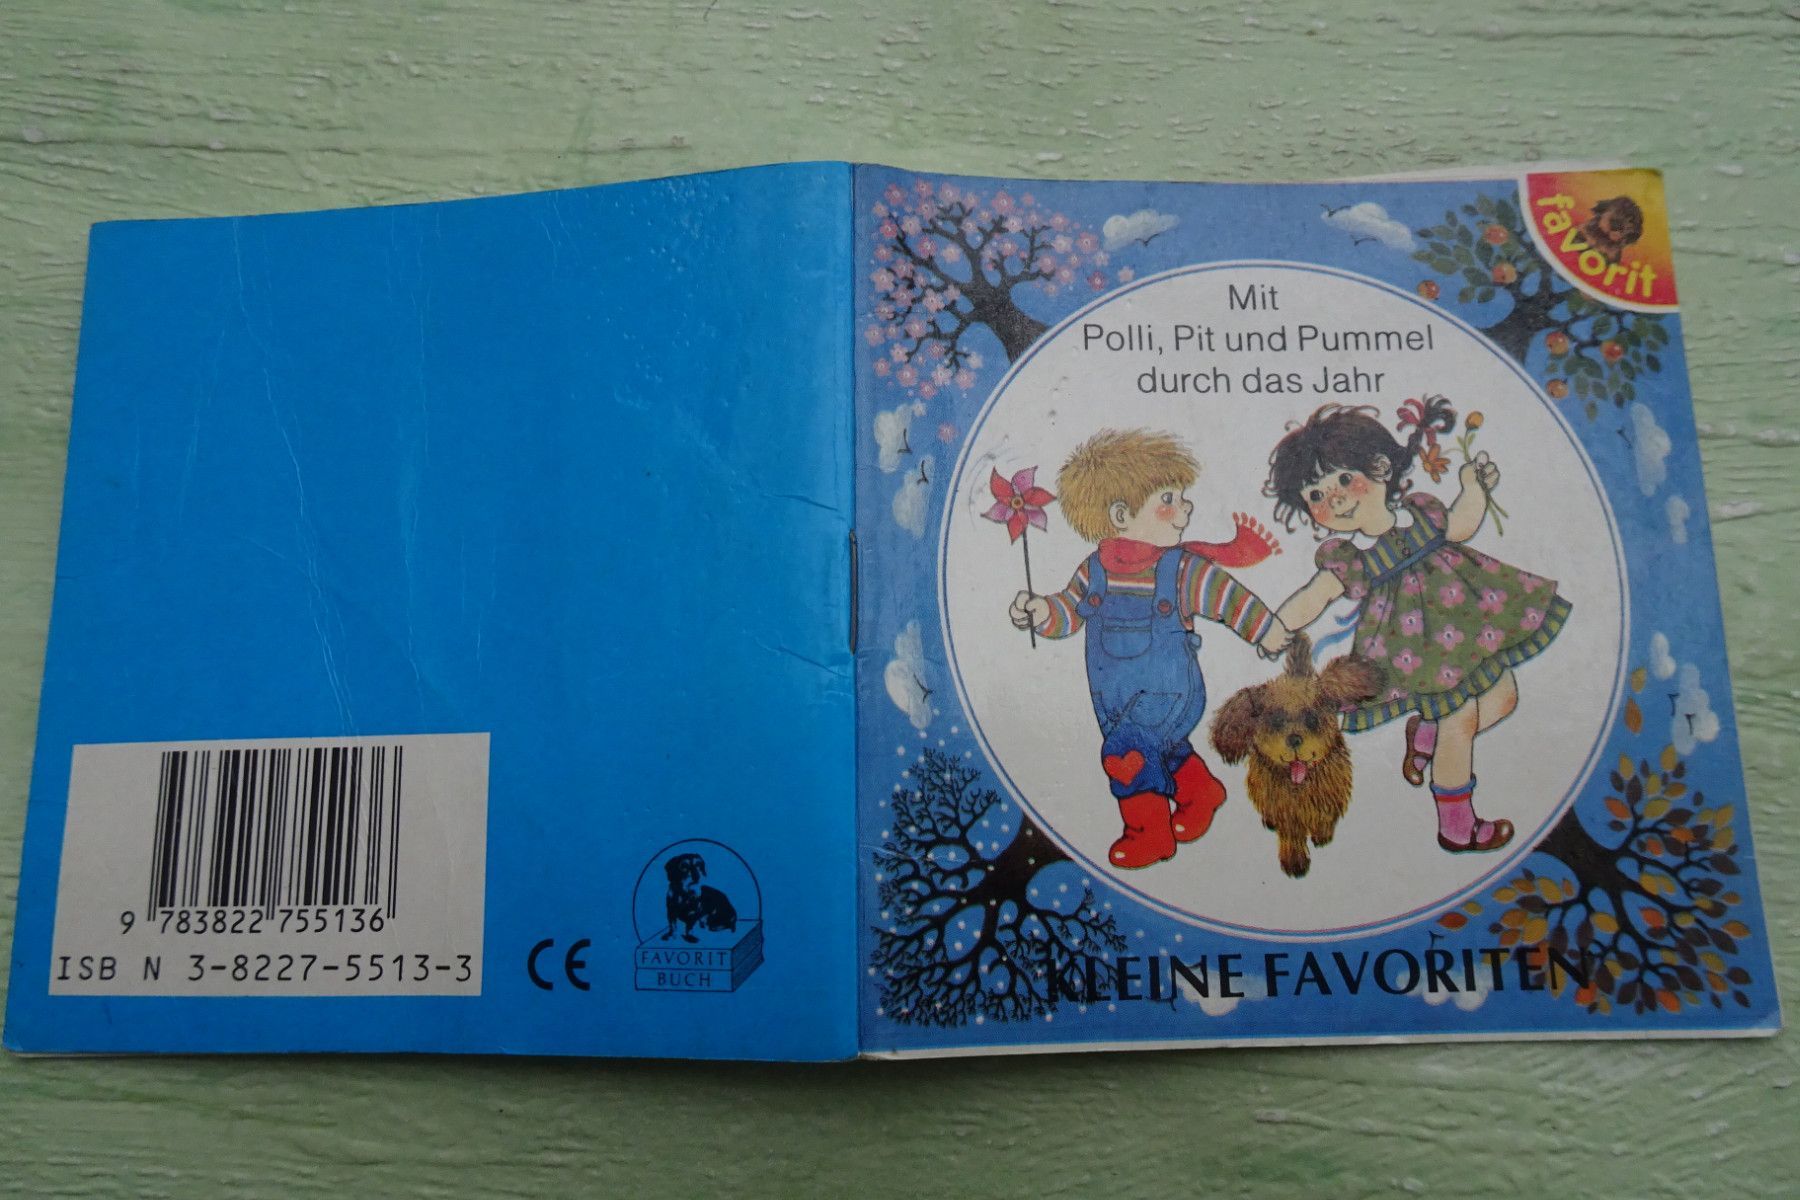 9 783822 755136
ISB N 3-8227-5513-3
CE
FAVORIT
BUCH
favorit
Mit
Polli, Pit und Pummel
durch das Jahr
KLEINE FAVORITEN